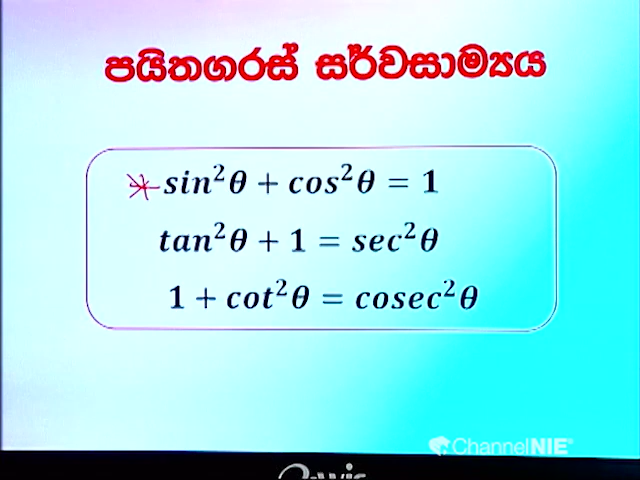 පයිතගරස් සර්වසාම්‍යය
* sin²θ + cos²θ = 1
tan²θ + 1 = sec²θ
1 + cot²θ = cosec²θ
ChannelNIE